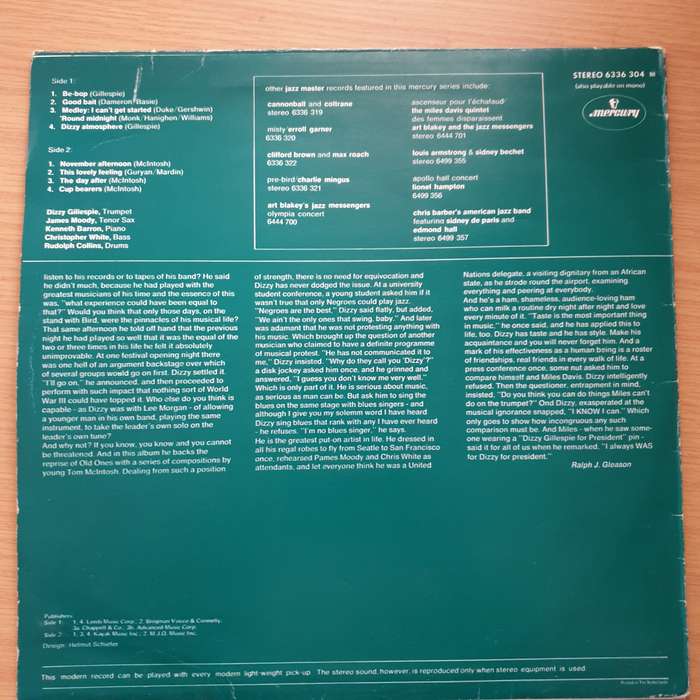 Side 1:
1. Be-bop (Gillespie)
2. Good bait (Dameron/Basie)
3. Medley: I can't get started (Duke/Gershwin)
'Round midnight (Monk/Hanighen/Williams)
4. Dizzy atmosphere (Gillespie)
Side 2:
1. November afternoon (McIntosh)
2. This lovely feeling (Guryan/Mardin)
3. The day after (McIntosh)
4. Cup bearers (McIntosh)
Dizzy Gillespie, Trumpet
James Moody, Tenor Sax
Kenneth Barron, Piano
Christopher White, Bass
Rudolph Collins, Drums
other jazz master records featured in this mercury series include:
cannonball and coltrane
stereo 6336 319
misty/erroll garner
6336 320
clifford brown and max roach
6336 322
pre-bird/charlie mingus
stereo 6336 321
art blakey's jazz messengers
olympia concert
6444 700
ascenseur pour l'échafaud/
the miles davis quintet
des femmes disparaissent
art blakey and the jazz messengers
stereo 6444 701
louis armstrong & sidney bechet
stereo 6499 355
apollo hall concert
lionel hampton
6499 356
chris barber's american jazz band
featuring sidney de paris and
edmond hall
stereo 6499 357
STEREO 6336 304
(also playable on mono)
mercury
listen to his records or to tapes of his band? He said
he didn't much, because he had played with the
greatest musicians of his time and the essence of this
was, "what experience could have been equal to
that?" Would you think that only those days, on the
stand with Bird, were the pinnacles of his musical life?
That same afternoon he told off hand that the previous
night he had played so well that it was the equal of the
two or three times in his life he felt it absolutely
unimprovable. At one festival opening night there
was one hell of an argument backstage over which
of several groups would go on first. Dizzy settled it.
"I'll go on," he announced, and then proceeded to
perform with such impact that nothing sort of World
War III could have topped it. Who else do you think is
capable - as Dizzy was with Lee Morgan - of allowing
a younger man in his own band, playing the same
instrument, to take the leader's own solo on the
leader's own tune?
And why not? If you know, you know and you cannot
be threatened. And in this album he backs the
reprise of Old Ones with a series of compositions by
young Tom McIntosh. Dealing from such a position
of strength, there is no need for equivocation and
Dizzy has never dodged the issue. At a university
student conference, a young student asked him if it
wasn't true that only Negroes could play jazz.
"Negroes are the best," Dizzy said flatly, but added,
"We ain't the only ones that swing, baby." And later
was adamant that he was not protesting anything with
his music. Which brought up the question of another
musician who claimed to have a definite programme
of musical protest. "He has not communicated it to
me," Dizzy insisted. "Why do they call you 'Dizzy'?"
a disk jockey asked him once, and he grinned and
answered, "I guess you don't know me very well."
Which is only part of it. He is serious about music,
as serious as man can be. But ask him to sing the
blues on the same stage with blues singers - and
although I give you my solemn word I have heard
Dizzy sing blues that rank with any I have ever heard
- he refuses. "I'm no blues singer," he says.
He is the greatest put-on artist in life. He dressed in
all his regal robes to fly from Seatle to San Francisco
once, rehearsed Pames Moody and Chris White as
attendants, and let everyone think he was a United
Nations delegate, a visiting dignitary from an African
state, as he strode round the airport, examining
everything and peering at everybody.
And he's a ham, shameless, audience-loving ham
who can milk a routine dry night after night and love
every minute of it. "Taste is the most important thing
in music," he once said, and he has applied this to
life, too. Dizzy has taste and he has style. Make his
acquaintance and you will never forget him. And a
mark of his effectiveness as a human being is a roster
of friendships, real friends in every walk of life. At a
press conference once, some nut asked him to
compare himself and Miles Davis. Dizzy intelligently
refused. Then the questioner, entrapment in mind,
insisted, "Do you think you can do things Miles can't
do on the trumpet?" And Dizzy, exasperated at the
musical ignorance snapped, "I KNOW I can." Which
only goes to show how incongruous any such
comparison must be. And Miles - when he saw some-
one wearing a "Dizzy Gillespie for President" pin -
said it for all of us when he remarked. "I always WAS
for Dizzy for president."
Ralph J. Gleason
Publishers:
Side 1: 1, 4. Leeds Music Corp., 2. Bregman Vocco & Connelly,
3a. Chappell & Co., 3b. Advanced Music Corp.
Side 2: 1, 3, 4. Kayak Music Inc., 2. M.J.Q. Music Inc.
Design: Helmut Schiefer
This modern record can be played with every modern light-weight pick-up. The stereo sound, however, is reproduced only when stereo equipment is used.
Printed in The Netherlands